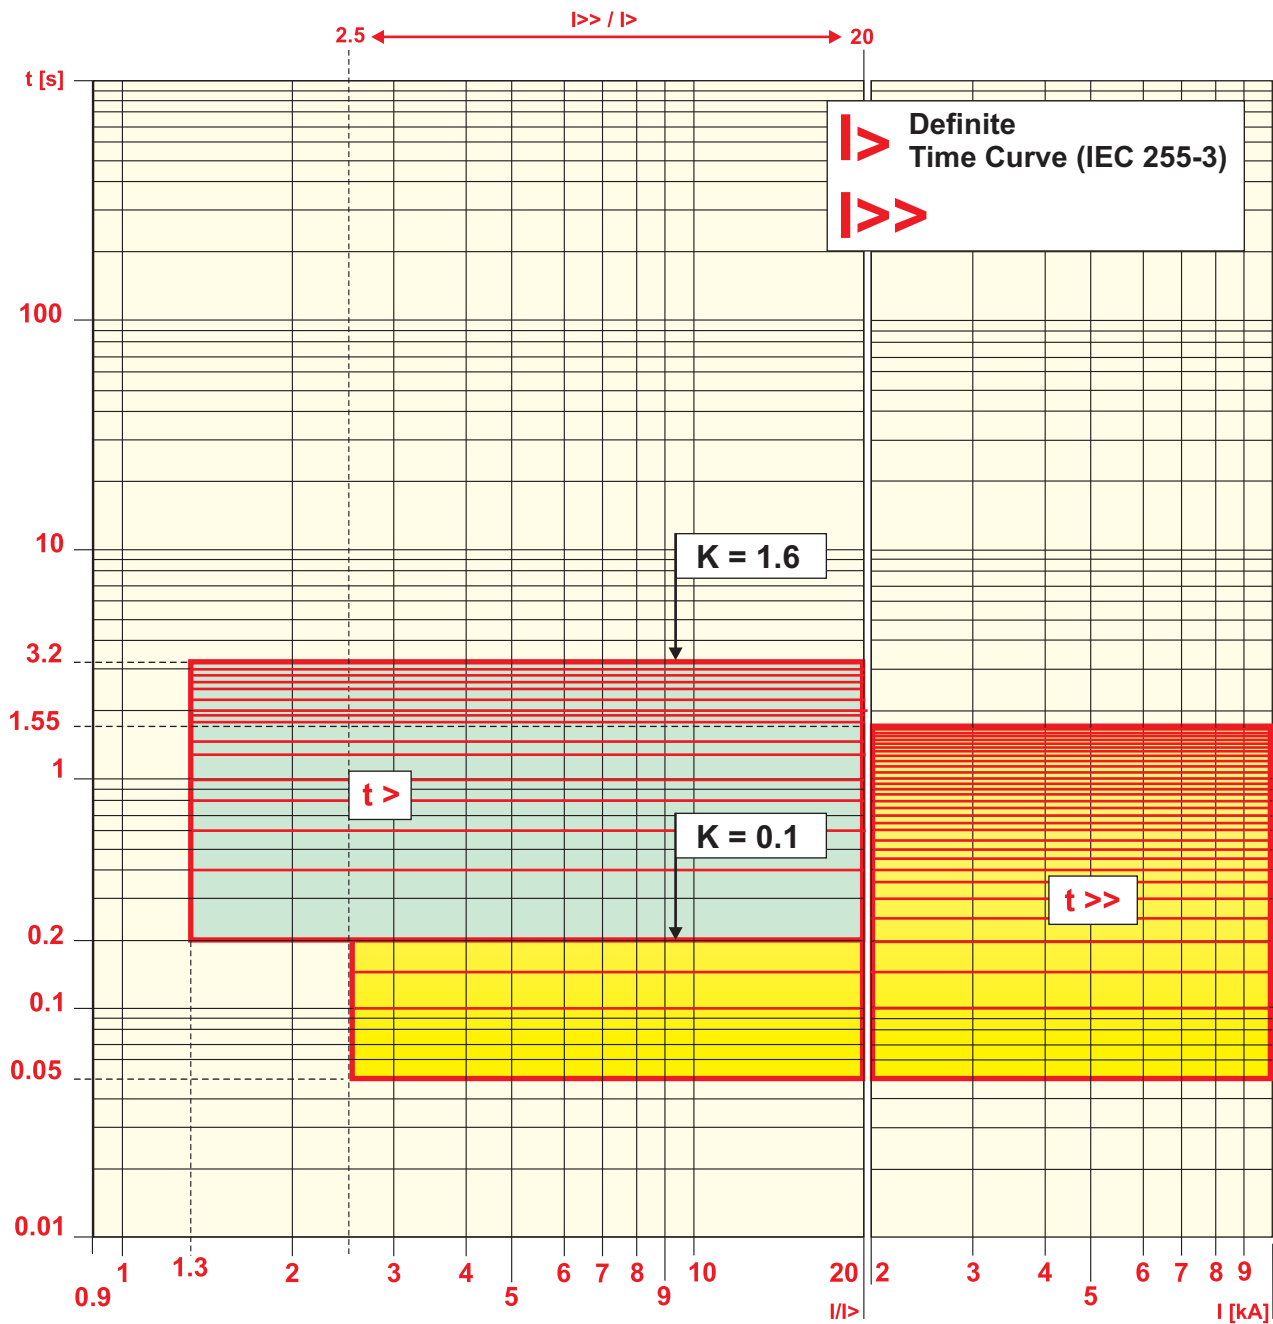 I>> / I>
2.5 20
t [s]
I> Definite
Time Curve (IEC 255-3)
I>>
100
10
K = 1.6
3.2
1.55
1
t >
K = 0.1
t >>
0.2
0.1
0.05
0.01
0.9 1 1.3 2 3 4 5 6 7 8 9 10 20 2 3 4 5 6 7 8 9
I/I> I [kA]